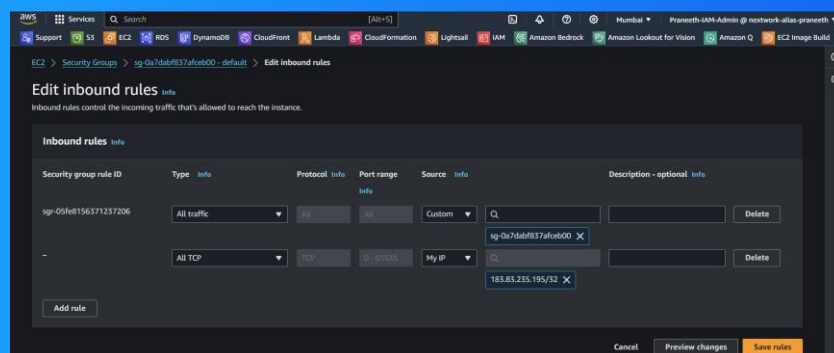 aws Services Search [Alt+S] Mumbai Praneeth-IAM-Admin @ nextwork-alias-praneeth
Support S3 EC2 RDS DynamoDB CloudFront Lambda CloudFormation Lightsail IAM Amazon Bedrock Amazon Lookout for Vision Amazon Q EC2 Image Build
EC2 > Security Groups > sg-0a7dabf837afceb00 - default > Edit inbound rules
Edit inbound rules Info
Inbound rules control the incoming traffic that's allowed to reach the instance.
Inbound rules Info
Security group rule ID Type Info Protocol Info Port range Info Source Info Description - optional Info
sgr-05fe8156371237206 All traffic All All Custom Delete
sg-0a7dabf837afceb00 X
– All TCP TCP 0 - 65535 My IP Delete
183.83.235.195/32 X
Add rule
Cancel Preview changes Save rules